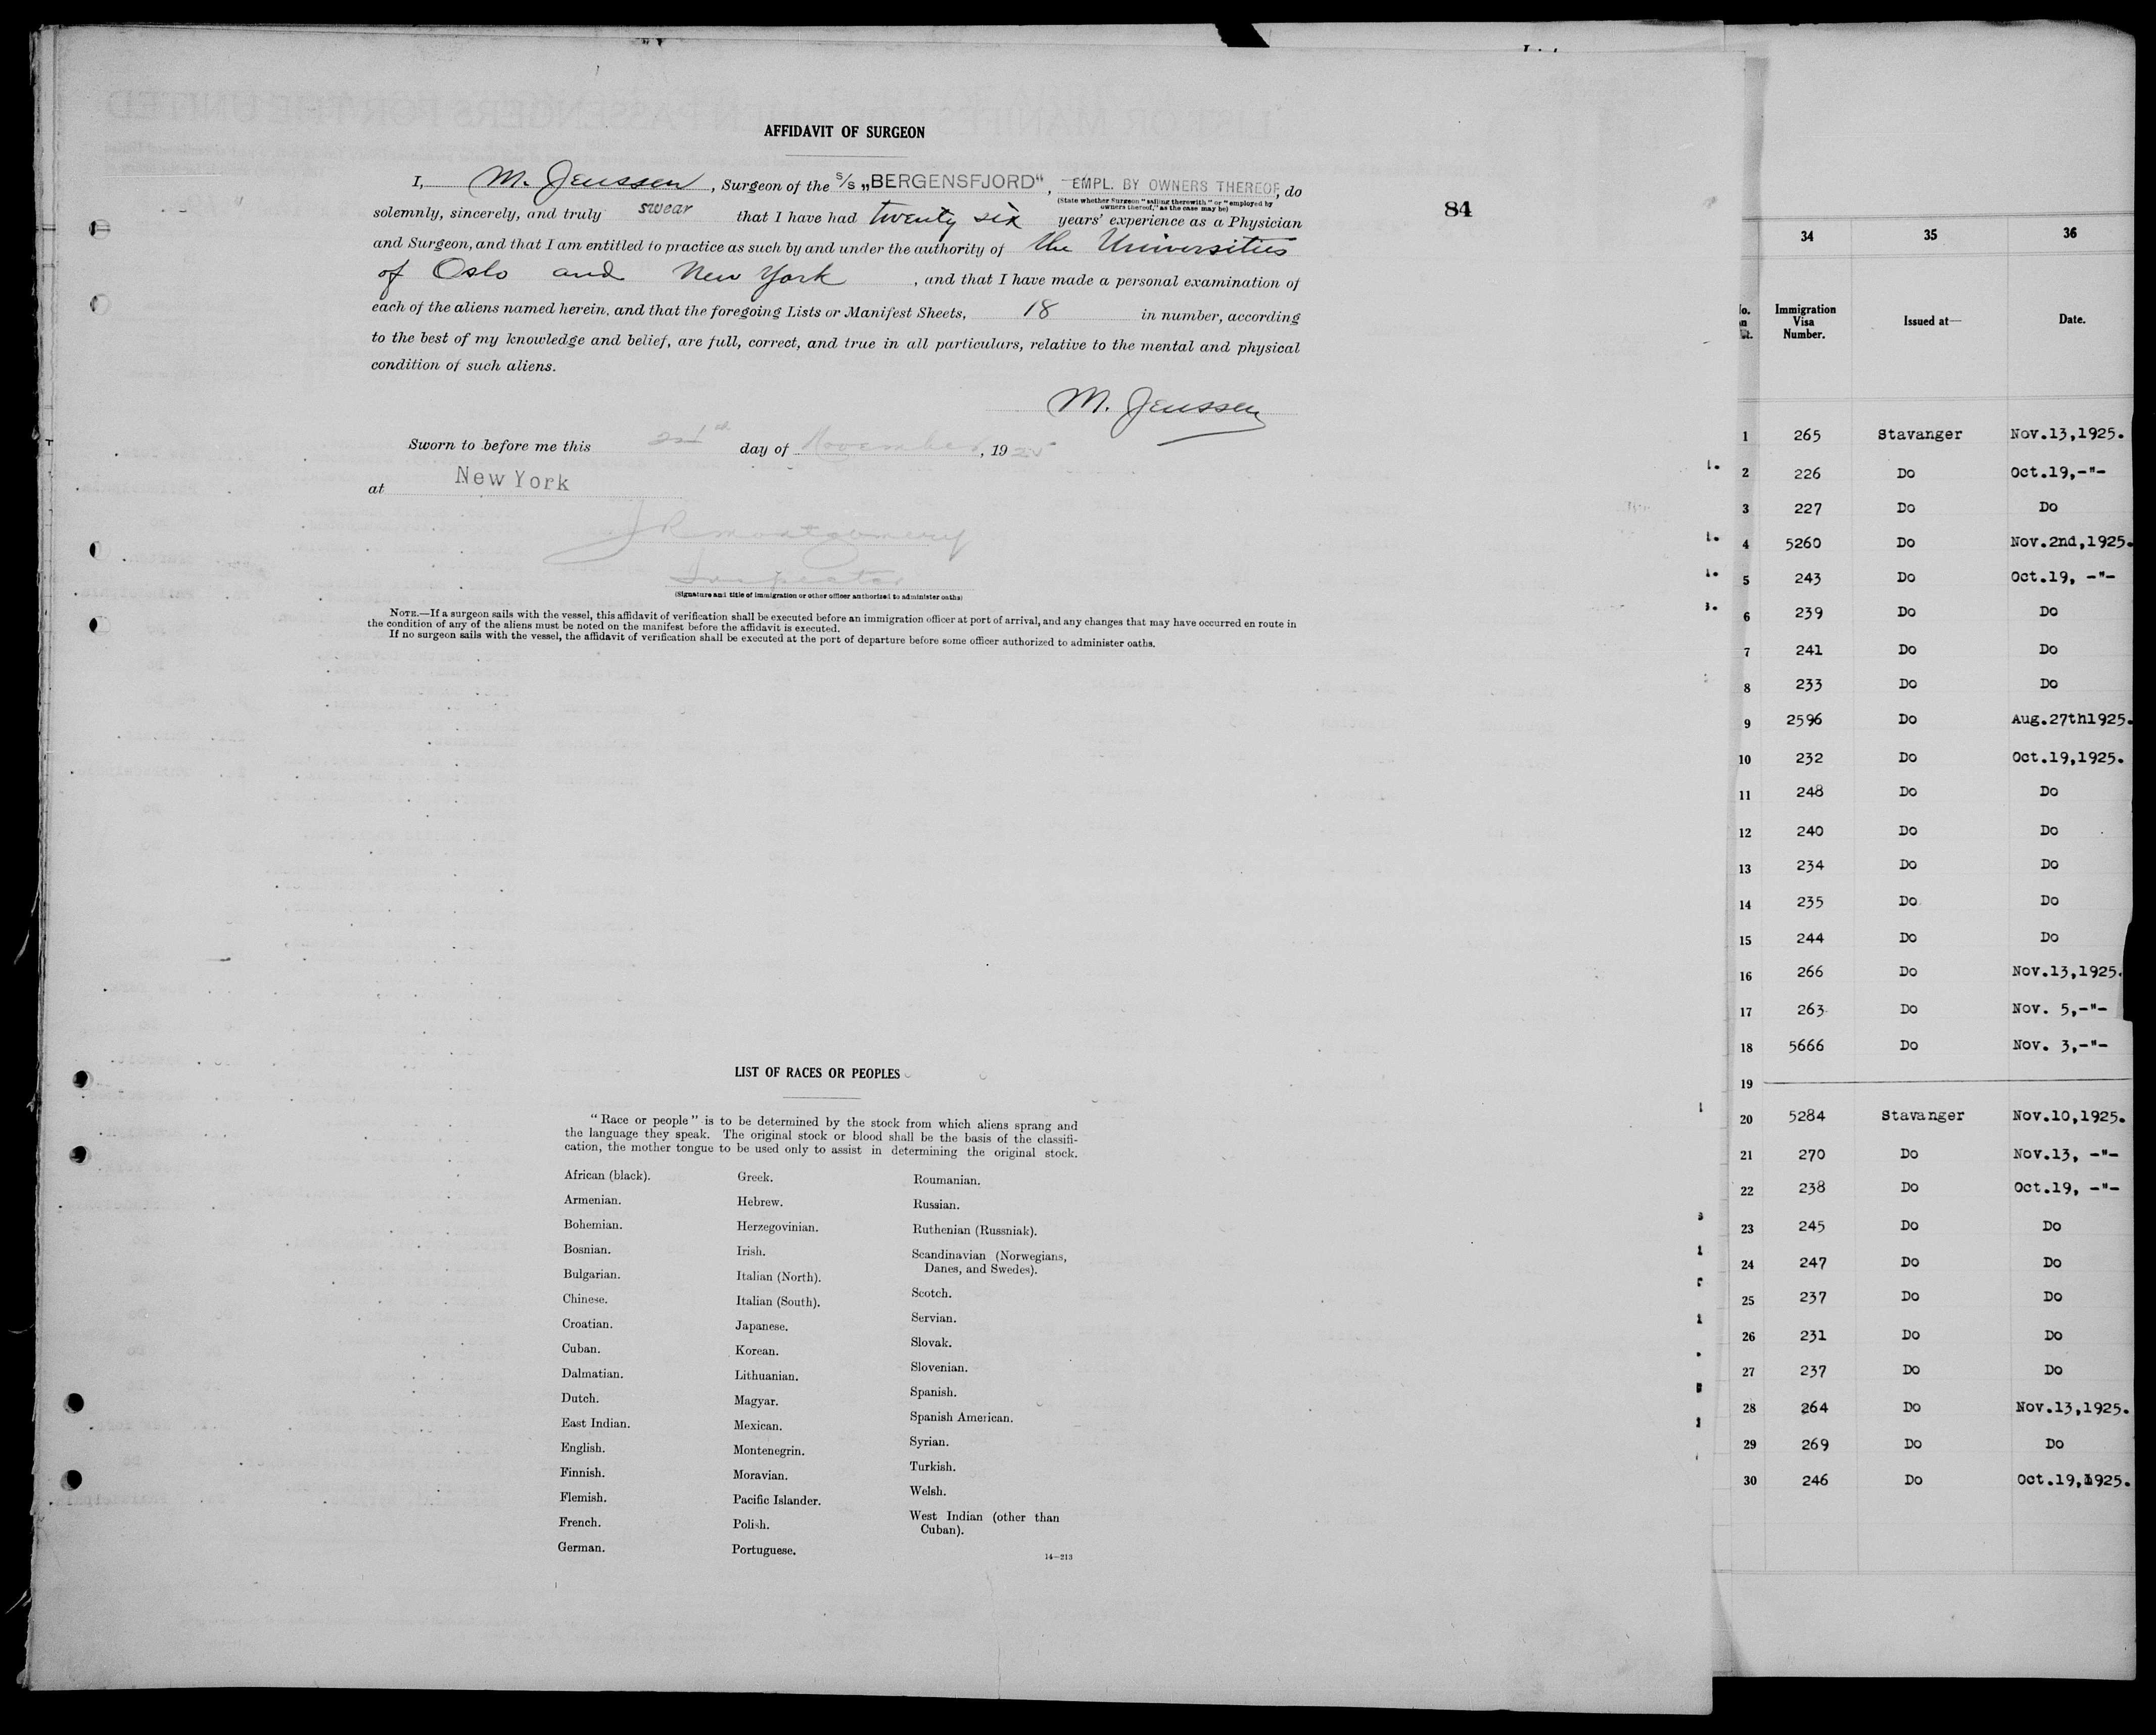 AFFIDAVIT OF SURGEON
I, M. Jenssen, Surgeon of the S/S „BERGENSFJORD“, EMPL. BY OWNERS THEREOF, do
(State whether Surgeon "sailing therewith" or "employed by
owners thereof," as the case may be)
84
solemnly, sincerely, and truly swear that I have had twenty six years' experience as a Physician
and Surgeon, and that I am entitled to practice as such by and under the authority of the Universities
of Oslo and New York, and that I have made a personal examination of
each of the aliens named herein, and that the foregoing Lists or Manifest Sheets, 18 in number, according
to the best of my knowledge and belief, are full, correct, and true in all particulars, relative to the mental and physical
condition of such aliens.
M. Jenssen
Sworn to before me this day of November, 1925
at New York
Montgomery
Inspector
(Signature and title of immigration or other officer authorized to administer oaths)
NOTE.—If a surgeon sails with the vessel, this affidavit of verification shall be executed before an immigration officer at port of arrival, and any changes that may have occurred en route in
the condition of any of the aliens must be noted on the manifest before the affidavit is executed.
If no surgeon sails with the vessel, the affidavit of verification shall be executed at the port of departure before some officer authorized to administer oaths.
LIST OF RACES OR PEOPLES
"Race or people" is to be determined by the stock from which aliens sprang and
the language they speak. The original stock or blood shall be the basis of the classifi-
cation, the mother tongue to be used only to assist in determining the original stock.
African (black).
Armenian.
Bohemian.
Bosnian.
Bulgarian.
Chinese.
Croatian.
Cuban.
Dalmatian.
Dutch.
East Indian.
English.
Finnish.
Flemish.
French.
German.
Greek.
Hebrew.
Herzegovinian.
Irish.
Italian (North).
Italian (South).
Japanese.
Korean.
Lithuanian.
Magyar.
Mexican.
Montenegrin.
Moravian.
Pacific Islander.
Polish.
Portuguese.
Roumanian.
Russian.
Ruthenian (Russniak).
Scandinavian (Norwegians,
Danes, and Swedes).
Scotch.
Servian.
Slovak.
Slovenian.
Spanish.
Spanish American.
Syrian.
Turkish.
Welsh.
West Indian (other than
Cuban).
14—213
34 35 36
Immigration
Visa
Number.
Issued at—
Date.
1 265 Stavanger Nov.13,1925.
2 226 Do Oct.19,-"-
3 227 Do Do
4 5260 Do Nov.2nd,1925.
5 243 Do Oct.19, -"-
6 239 Do Do
7 241 Do Do
8 233 Do Do
9 2596 Do Aug.27th1925.
10 232 Do Oct.19,1925.
11 248 Do Do
12 240 Do Do
13 234 Do Do
14 235 Do Do
15 244 Do Do
16 266 Do Nov.13,1925.
17 263 Do Nov. 5,-"-
18 5666 Do Nov. 3,-"-
19
20 5284 Stavanger Nov.10,1925.
21 270 Do Nov.13, -"-
22 238 Do Oct.19, -"-
23 245 Do Do
24 247 Do Do
25 237 Do Do
26 231 Do Do
27 237 Do Do
28 264 Do Nov.13,1925.
29 269 Do Do
30 246 Do Oct.19,1925.